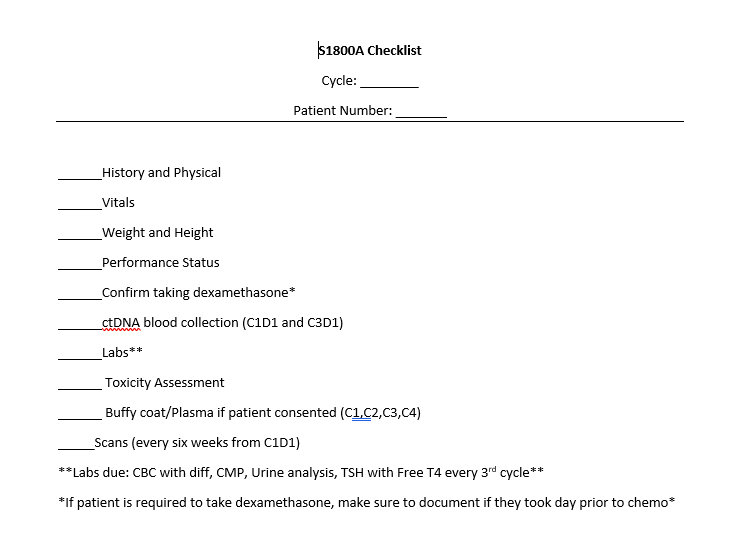 S1800A Checklist
Cycle: ________
Patient Number: _______
______History and Physical
______Vitals
______Weight and Height
______Performance Status
______Confirm taking dexamethasone*
______ctDNA blood collection (C1D1 and C3D1)
______Labs**
______ Toxicity Assessment
______ Buffy coat/Plasma if patient consented (C1,C2,C3,C4)
_____Scans (every six weeks from C1D1)
**Labs due: CBC with diff, CMP, Urine analysis, TSH with Free T4 every 3rd cycle**
*If patient is required to take dexamethasone, make sure to document if they took day prior to chemo*